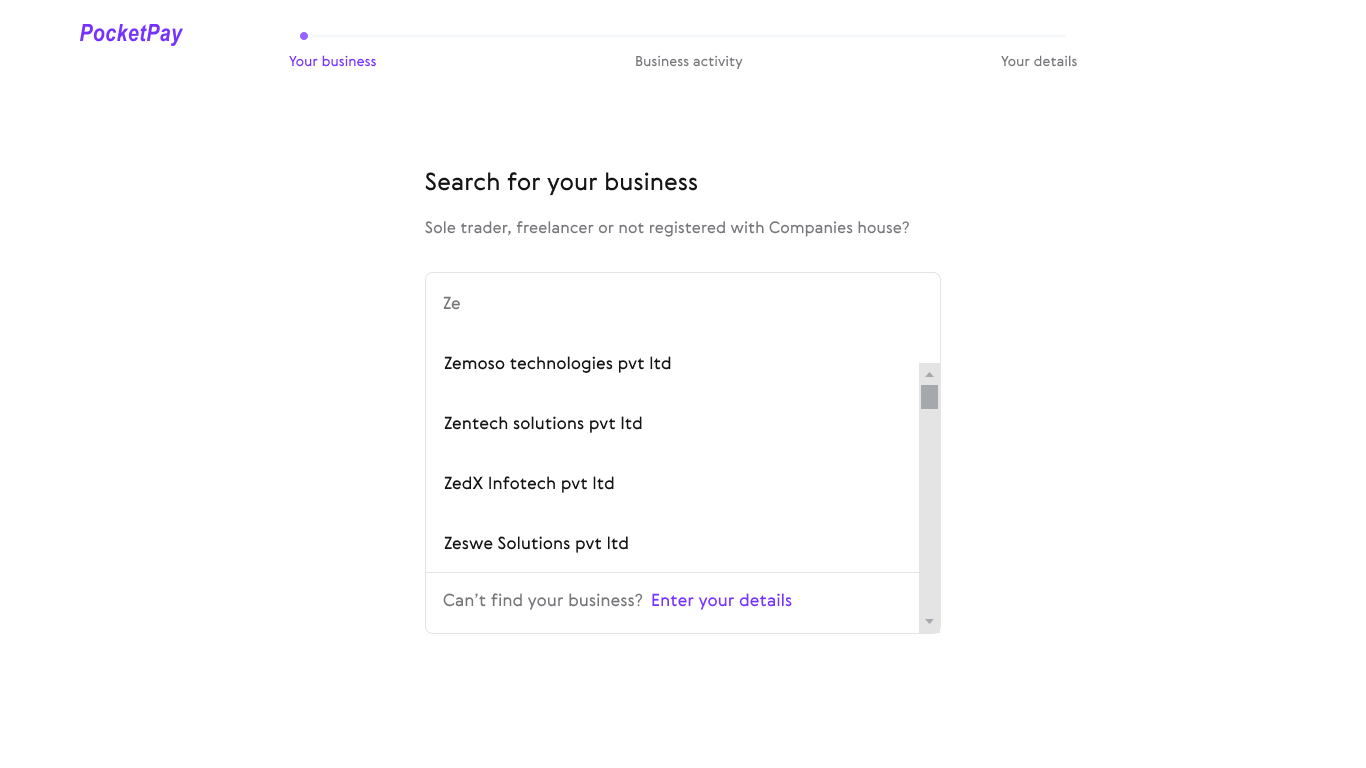 PocketPay
Your business
Business activity
Your details
Search for your business
Sole trader, freelancer or not registered with Companies house?
Ze
Zemoso technologies pvt ltd
Zentech solutions pvt ltd
ZedX Infotech pvt ltd
Zeswe Solutions pvt ltd
Can't find your business? Enter your details